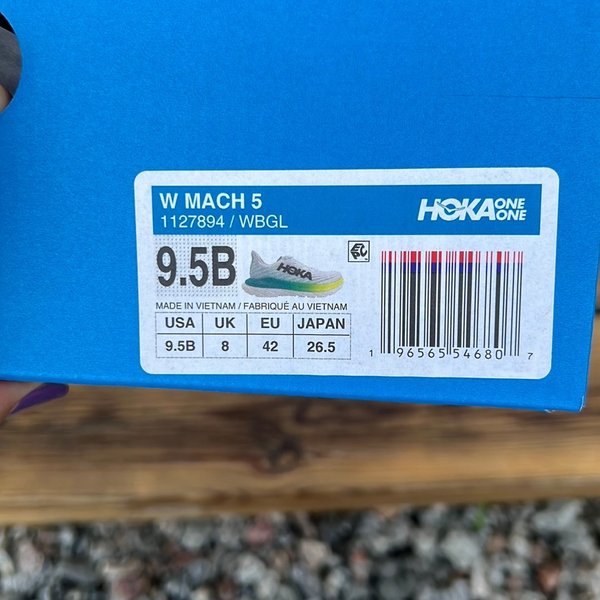 W MACH 5
1127894 / WBGL
HOKA ONE ONE
9.5B
HOKA
MADE IN VIETNAM / FABRIQUÉ AU VIETNAM
USA UK EU JAPAN
9.5B 8 42 26.5
1 96565 54680 7